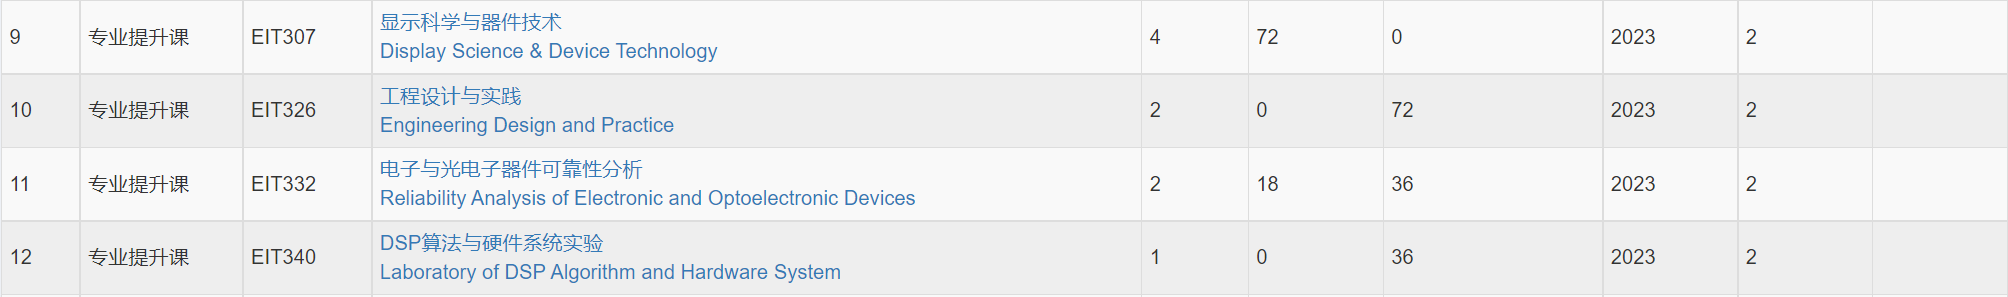 9 专业提升课 EIT307 显示科学与器件技术 4 72 0 2023 2
Display Science & Device Technology
10 专业提升课 EIT326 工程设计与实践 2 0 72 2023 2
Engineering Design and Practice
11 专业提升课 EIT332 电子与光电子器件可靠性分析 2 18 36 2023 2
Reliability Analysis of Electronic and Optoelectronic Devices
12 专业提升课 EIT340 DSP算法与硬件系统实验 1 0 36 2023 2
Laboratory of DSP Algorithm and Hardware System